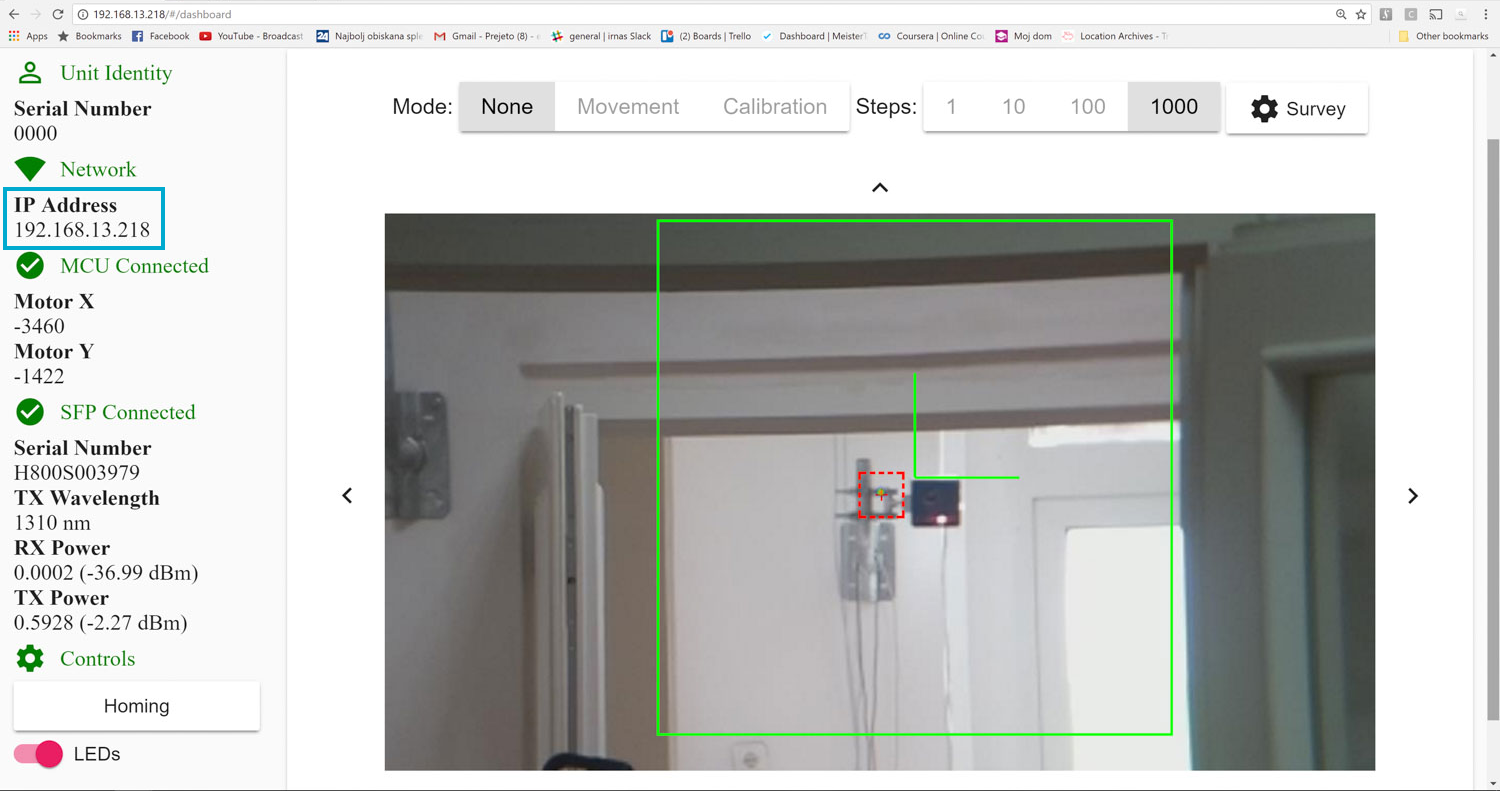 192.168.13.218/#/dashboard
Apps
Bookmarks
Facebook
YouTube - Broadcast
24
Najbolj obiskana sple
Gmail - Prejeto (8) -
general | irnas Slack
(2) Boards | Trello
Dashboard | Meister
Coursera | Online Cou
Moj dom
Location Archives - T
Other bookmarks
Unit Identity
Serial Number
0000
Network
IP Address
192.168.13.218
MCU Connected
Motor X
-3460
Motor Y
-1422
SFP Connected
Serial Number
H800S003979
TX Wavelength
1310 nm
RX Power
0.0002 (-36.99 dBm)
TX Power
0.5928 (-2.27 dBm)
Controls
Homing
LEDs
Mode: None Movement Calibration Steps: 1 10 100 1000 Survey